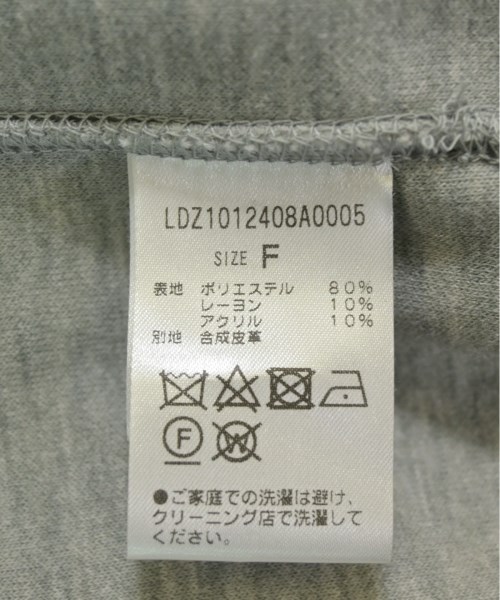 LDZ1012408A0005
SIZE F
表地 ポリエステル 80%
レーヨン 10%
アクリル 10%
別地 合成皮革
F W
●ご家庭での洗濯は避け、
クリーニング店で洗濯して
ください。